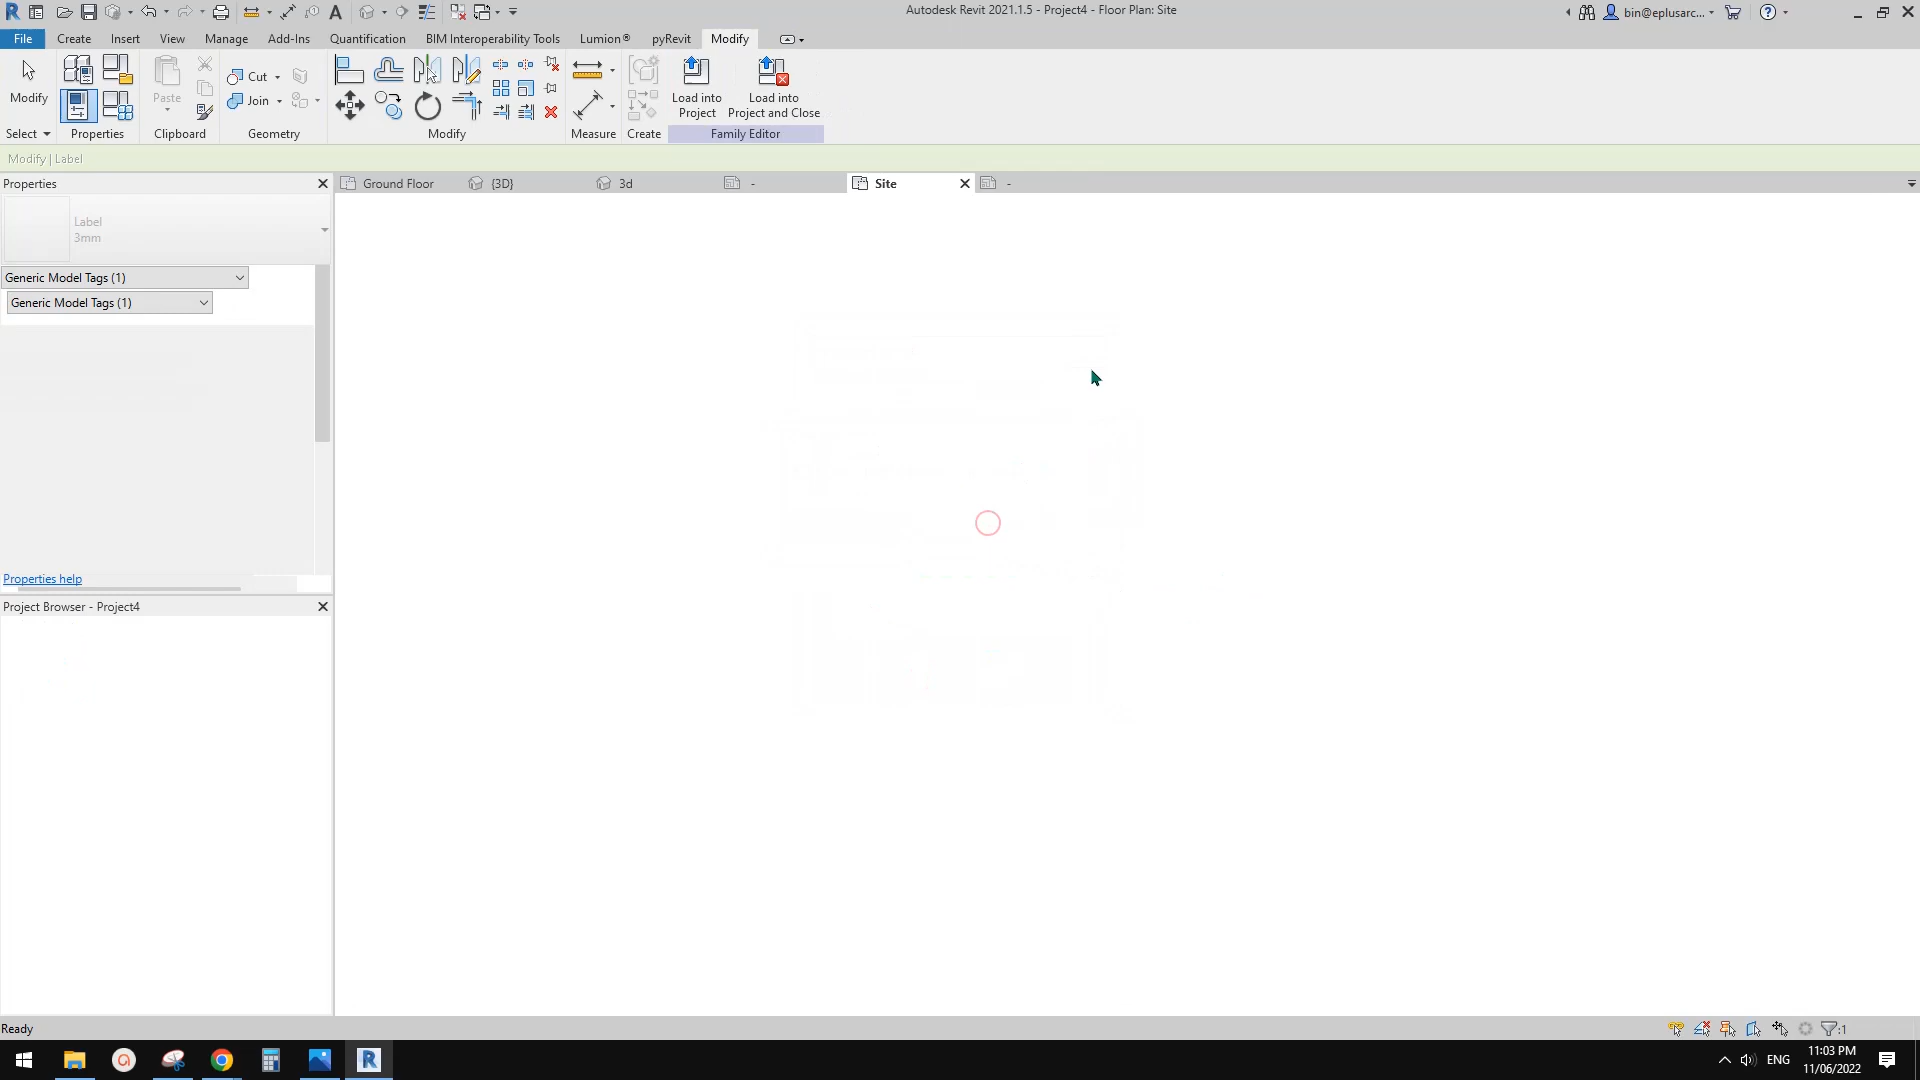 Autodesk Revit 2021.1.5 - Project4 - Floor Plan: Site
bin@eplusarc...
File Create Insert View Manage Add-Ins Quantification BIM Interoperability Tools Lumion® pyRevit Modify
Modify
Paste
Cut
Join
Load into Project
Load into Project and Close
Select Properties Clipboard Geometry Modify Measure Create Family Editor
Modify | Label
Properties
Ground Floor
{3D}
3d
-
Site
-
Label
3mm
Generic Model Tags (1)
Generic Model Tags (1)
Properties help
Project Browser - Project4
Ready
:1
ENG
11:03 PM
11/06/2022